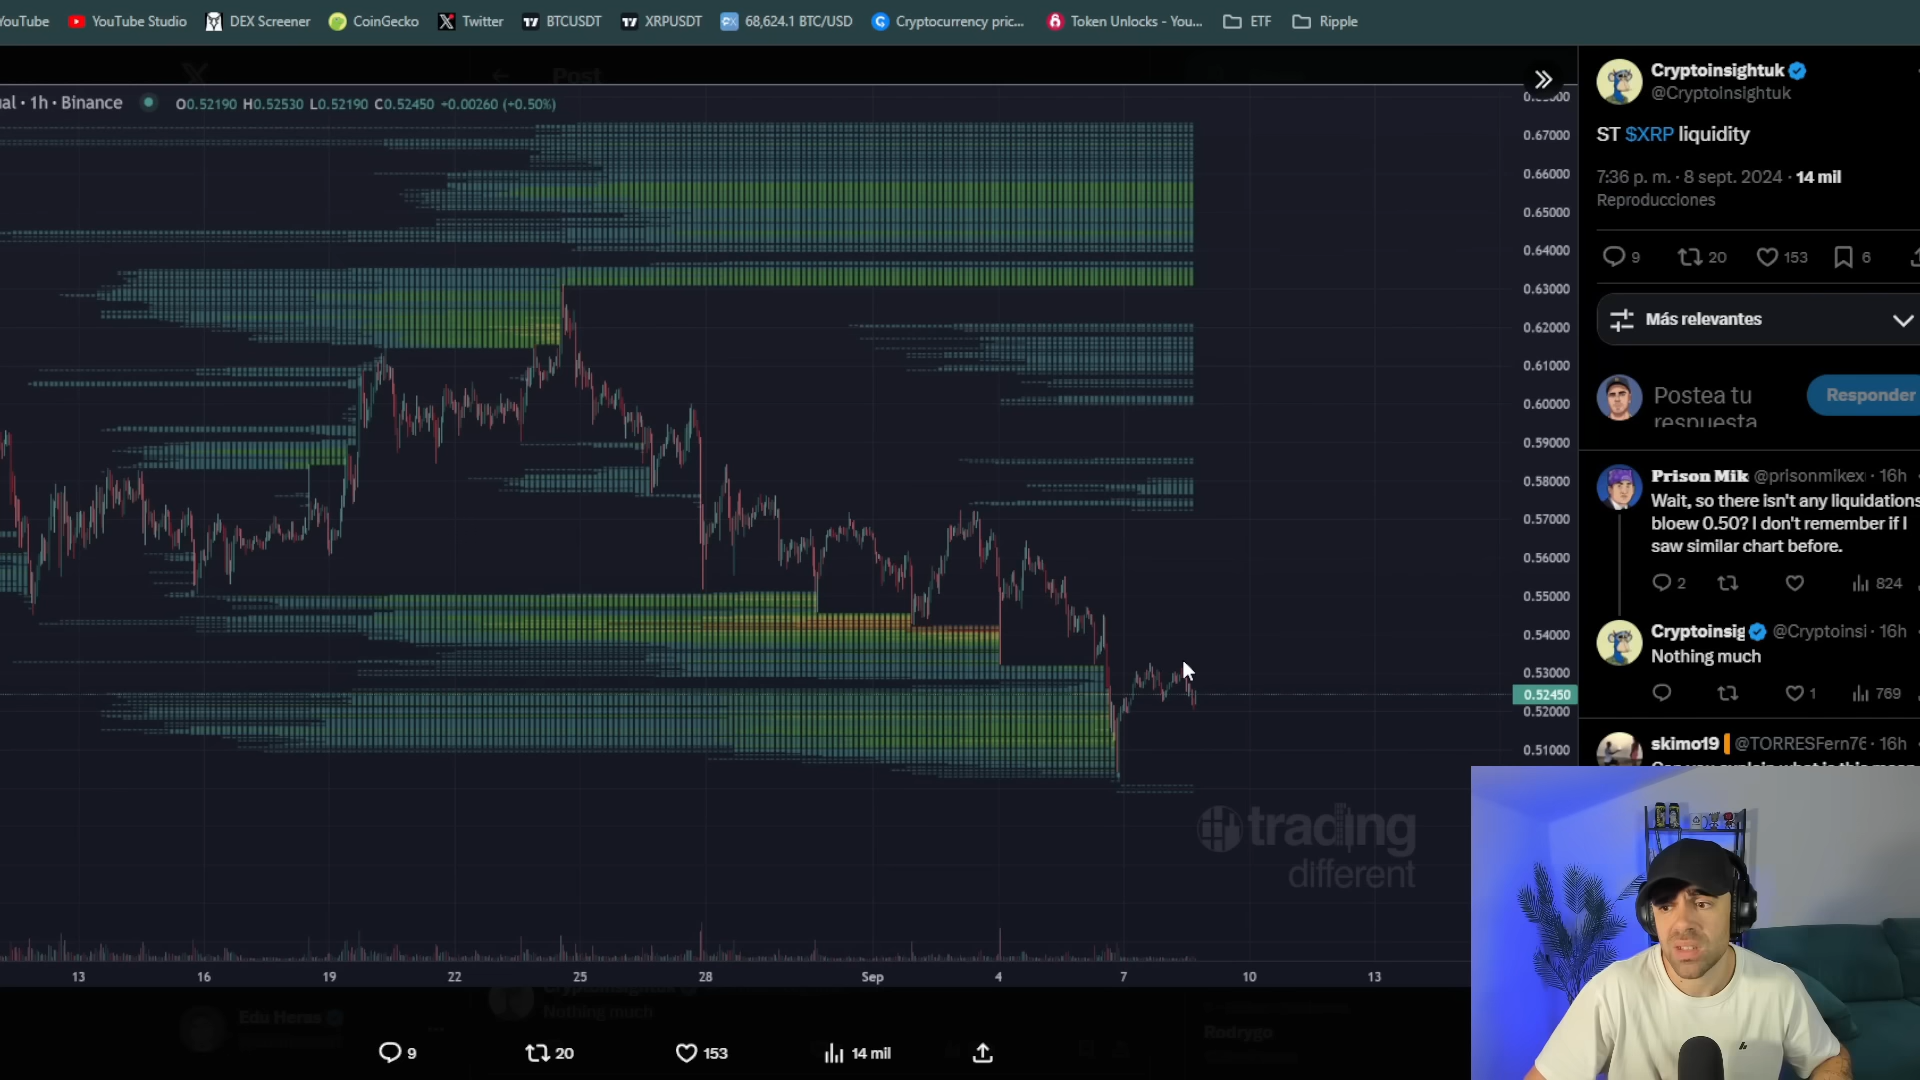 YouTube
YouTube Studio
DEX Screener
CoinGecko
Twitter
BTCUSDT
XRPUSDT
68,624.1 BTC/USD
Cryptocurrency pric...
Token Unlocks - You...
ETF
Ripple
Post
al · 1h · Binance
O0.52190 H0.52530 L0.52190 C0.52450 +0.00260 (+0.50%)
0.67000
0.66000
0.65000
0.64000
0.63000
0.62000
0.61000
0.60000
0.59000
0.58000
0.57000
0.56000
0.55000
0.54000
0.53000
0.52450
0.52000
0.51000
trading
different
13
16
19
22
25
28
Sep
4
7
10
13
Edu Heras
Nothing much
Rodrygo
9
20
153
14 mil
Cryptoinsightuk
@Cryptoinsightuk
ST $XRP liquidity
7:36 p. m. · 8 sept. 2024 · 14 mil
Reproducciones
9
20
153
6
Más relevantes
Postea tu
respuesta
Responder
Prison Mik @prisonmikex · 16h
Wait, so there isn't any liquidations
bloew 0.50? I don't remember if I
saw similar chart before.
2
824
Cryptoinsig @Cryptoinsi · 16h
Nothing much
1
769
skimo19 @TORRESFern76 · 16h